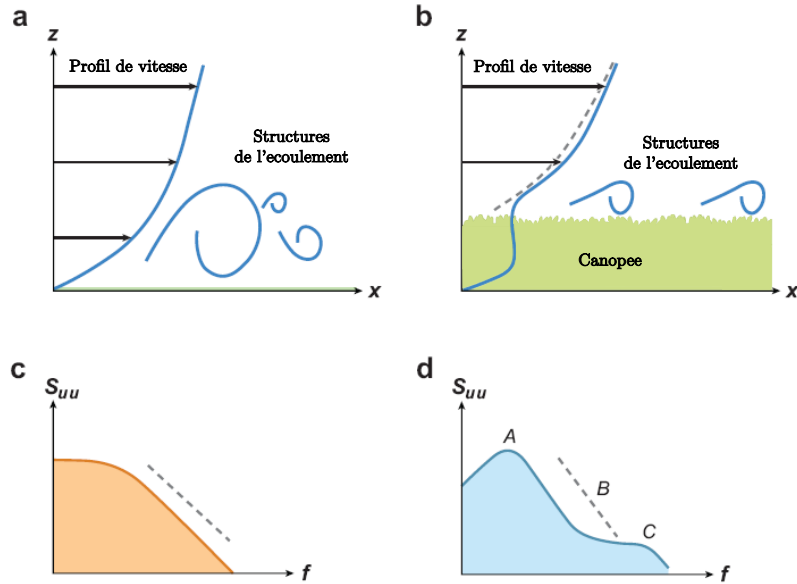 a
z
Profil de vitesse
Structures
de l'ecoulement
x
b
z
Profil de vitesse
Structures
de l'ecoulement
Canopee
x
c
Suu
f
d
Suu
A
B
C
f